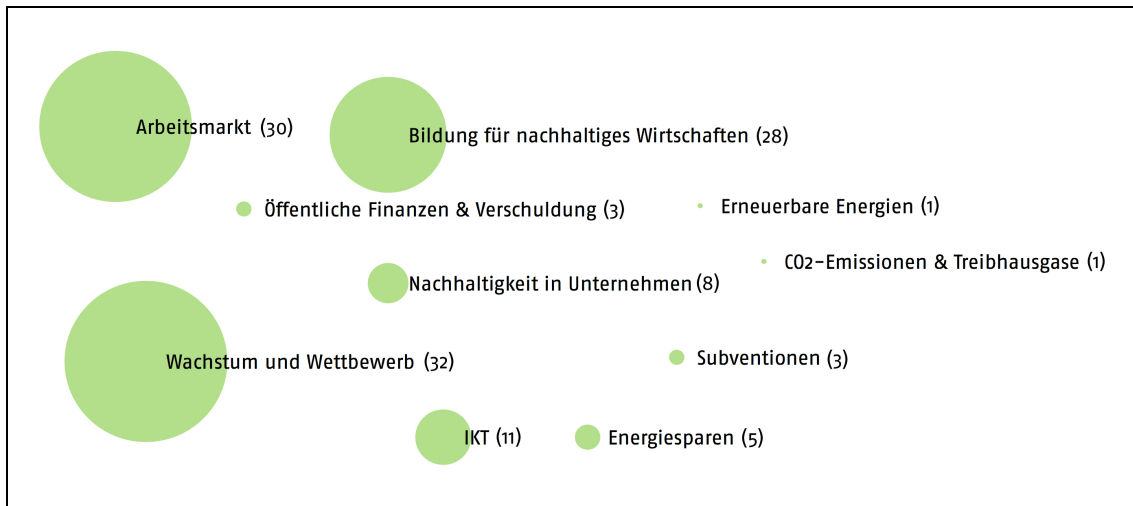 Arbeitsmarkt (30)
Bildung für nachhaltiges Wirtschaften (28)
Öffentliche Finanzen & Verschuldung (3)
Erneuerbare Energien (1)
CO2-Emissionen & Treibhausgase (1)
Nachhaltigkeit in Unternehmen (8)
Wachstum und Wettbewerb (32)
Subventionen (3)
IKT (11)
Energiesparen (5)